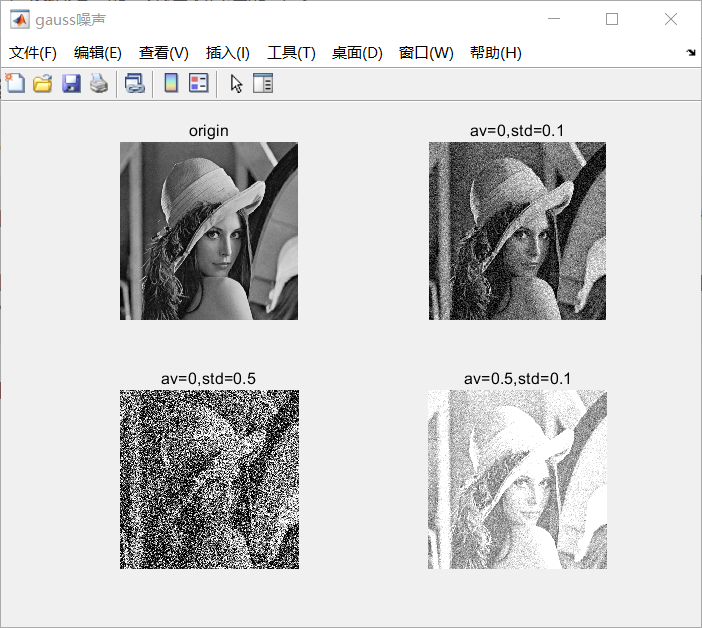 gauss噪声
文件(F) 编辑(E) 查看(V) 插入(I) 工具(T) 桌面(D) 窗口(W) 帮助(H)
origin
av=0,std=0.1
av=0,std=0.5
av=0.5,std=0.1